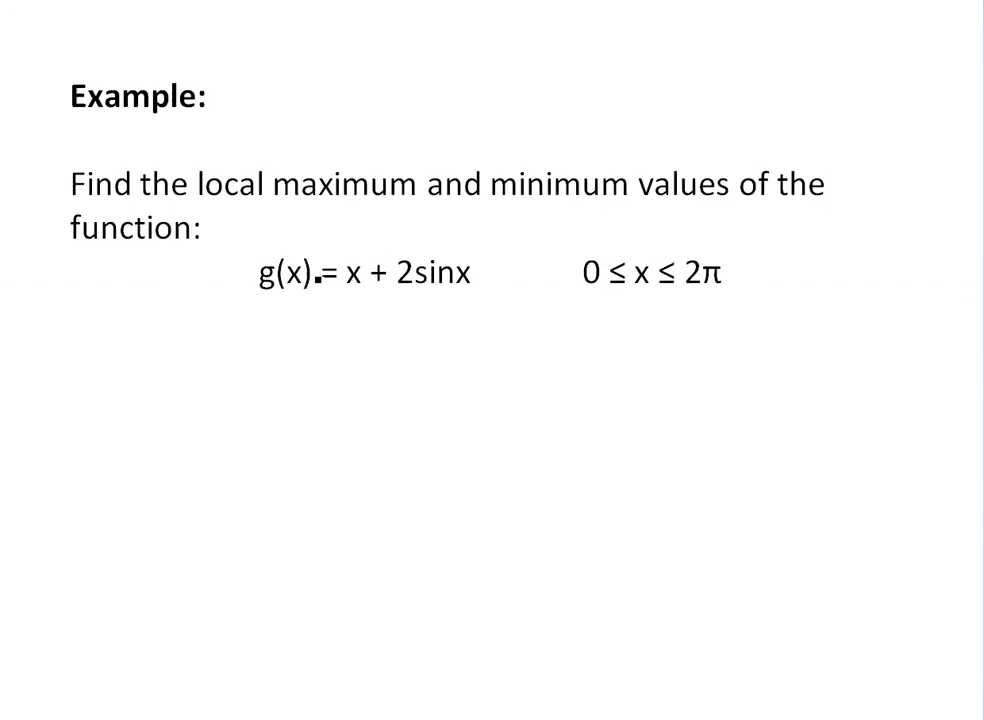 Example:
Find the local maximum and minimum values of the
function:
g(x) = x + 2sinx 0 ≤ x ≤ 2π